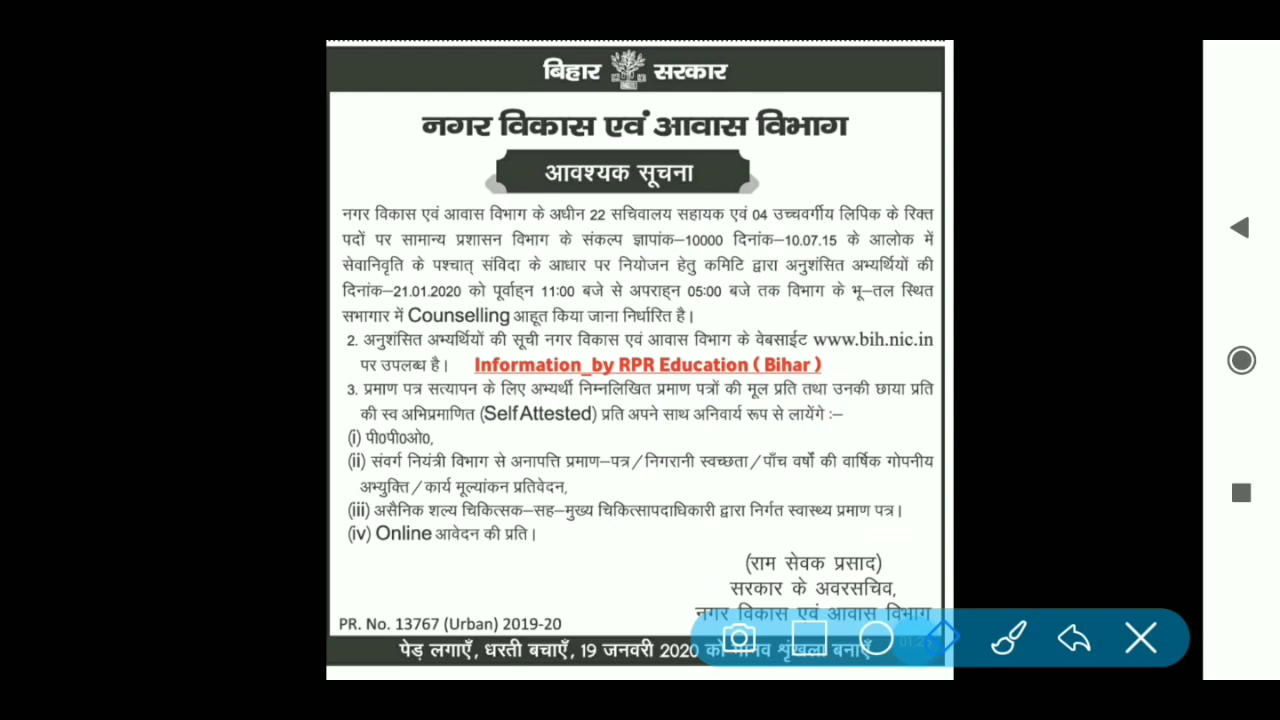 बिहार सरकार
नगर विकास एवं आवास विभाग
आवश्यक सूचना
नगर विकास एवं आवास विभाग के अधीन 22 सचिवालय सहायक एवं 04 उच्चवर्गीय लिपिक के रिक्त
पदों पर सामान्य प्रशासन विभाग के संकल्प ज्ञापांक–10000 दिनांक–10.07.15 के आलोक में
सेवानिवृति के पश्चात् संविदा के आधार पर नियोजन हेतु कमिटि द्वारा अनुशंसित अभ्यर्थियों की
दिनांक–21.01.2020 को पूर्वाह्न 11:00 बजे से अपराह्न 05:00 बजे तक विभाग के भू–तल स्थित
सभागार में Counselling आहूत किया जाना निर्धारित है।
2. अनुशंसित अभ्यर्थियों की सूची नगर विकास एवं आवास विभाग के वेबसाईट www.bih.nic.in
पर उपलब्ध है। Information_by RPR Education ( Bihar )
3. प्रमाण पत्र सत्यापन के लिए अभ्यर्थी निम्नलिखित प्रमाण पत्रों की मूल प्रति तथा उनकी छाया प्रति
की स्व अभिप्रमाणित (Self Attested) प्रति अपने साथ अनिवार्य रूप से लायेंगे :–
(i) पी0पी0ओ0,
(ii) संवर्ग नियंत्री विभाग से अनापत्ति प्रमाण–पत्र/निगरानी स्वच्छता/पाँच वर्षों की वार्षिक गोपनीय
अभ्युक्ति/कार्य मूल्यांकन प्रतिवेदन,
(iii) असैनिक शल्य चिकित्सक–सह–मुख्य चिकित्सापदाधिकारी द्वारा निर्गत स्वास्थ्य प्रमाण पत्र।
(iv) Online आवेदन की प्रति।
(राम सेवक प्रसाद)
सरकार के अवरसचिव,
नगर विकास एवं आवास विभाग
PR. No. 13767 (Urban) 2019-20
पेड़ लगाएँ, धरती बचाएँ, 19 जनवरी 2020 को मानव श्रृंखला बनाएँ